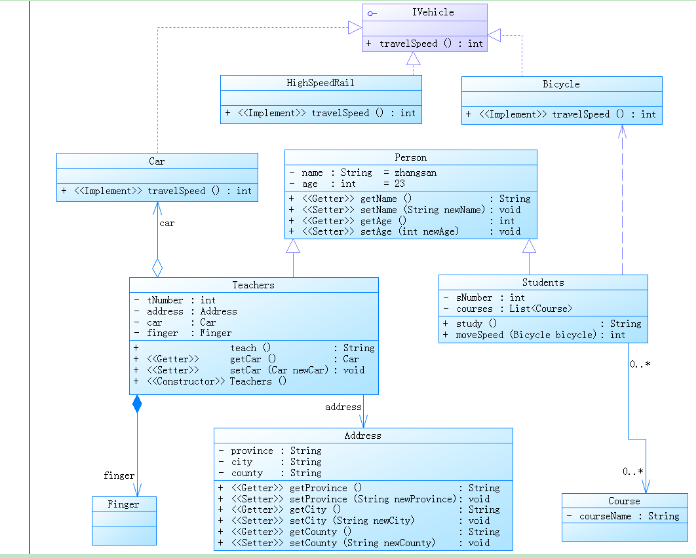 IVehicle
+ travelSpeed () : int
HighSpeedRail
+ <<Implement>> travelSpeed () : int
Bicycle
+ <<Implement>> travelSpeed () : int
Car
+ <<Implement>> travelSpeed () : int
car
Person
- name : String = zhangsan
- age : int = 23
+ <<Getter>> getName () : String
+ <<Setter>> setName (String newName) : void
+ <<Getter>> getAge () : int
+ <<Setter>> setAge (int newAge) : void
Teachers
- tNumber : int
- address : Address
- car : Car
- finger : Finger
+ teach () : String
+ <<Getter>> getCar () : Car
+ <<Setter>> setCar (Car newCar) : void
+ <<Constructor>> Teachers ()
Students
- sNumber : int
- courses : List<Course>
+ study () : String
+ moveSpeed (Bicycle bicycle) : int
0..*
address
Address
- province : String
- city : String
- county : String
+ <<Getter>> getProvince () : String
+ <<Setter>> setProvince (String newProvince) : void
+ <<Getter>> getCity () : String
+ <<Setter>> setCity (String newCity) : void
+ <<Getter>> getCounty () : String
+ <<Setter>> setCounty (String newCounty) : void
finger
Finger
0..*
Course
- courseName : String